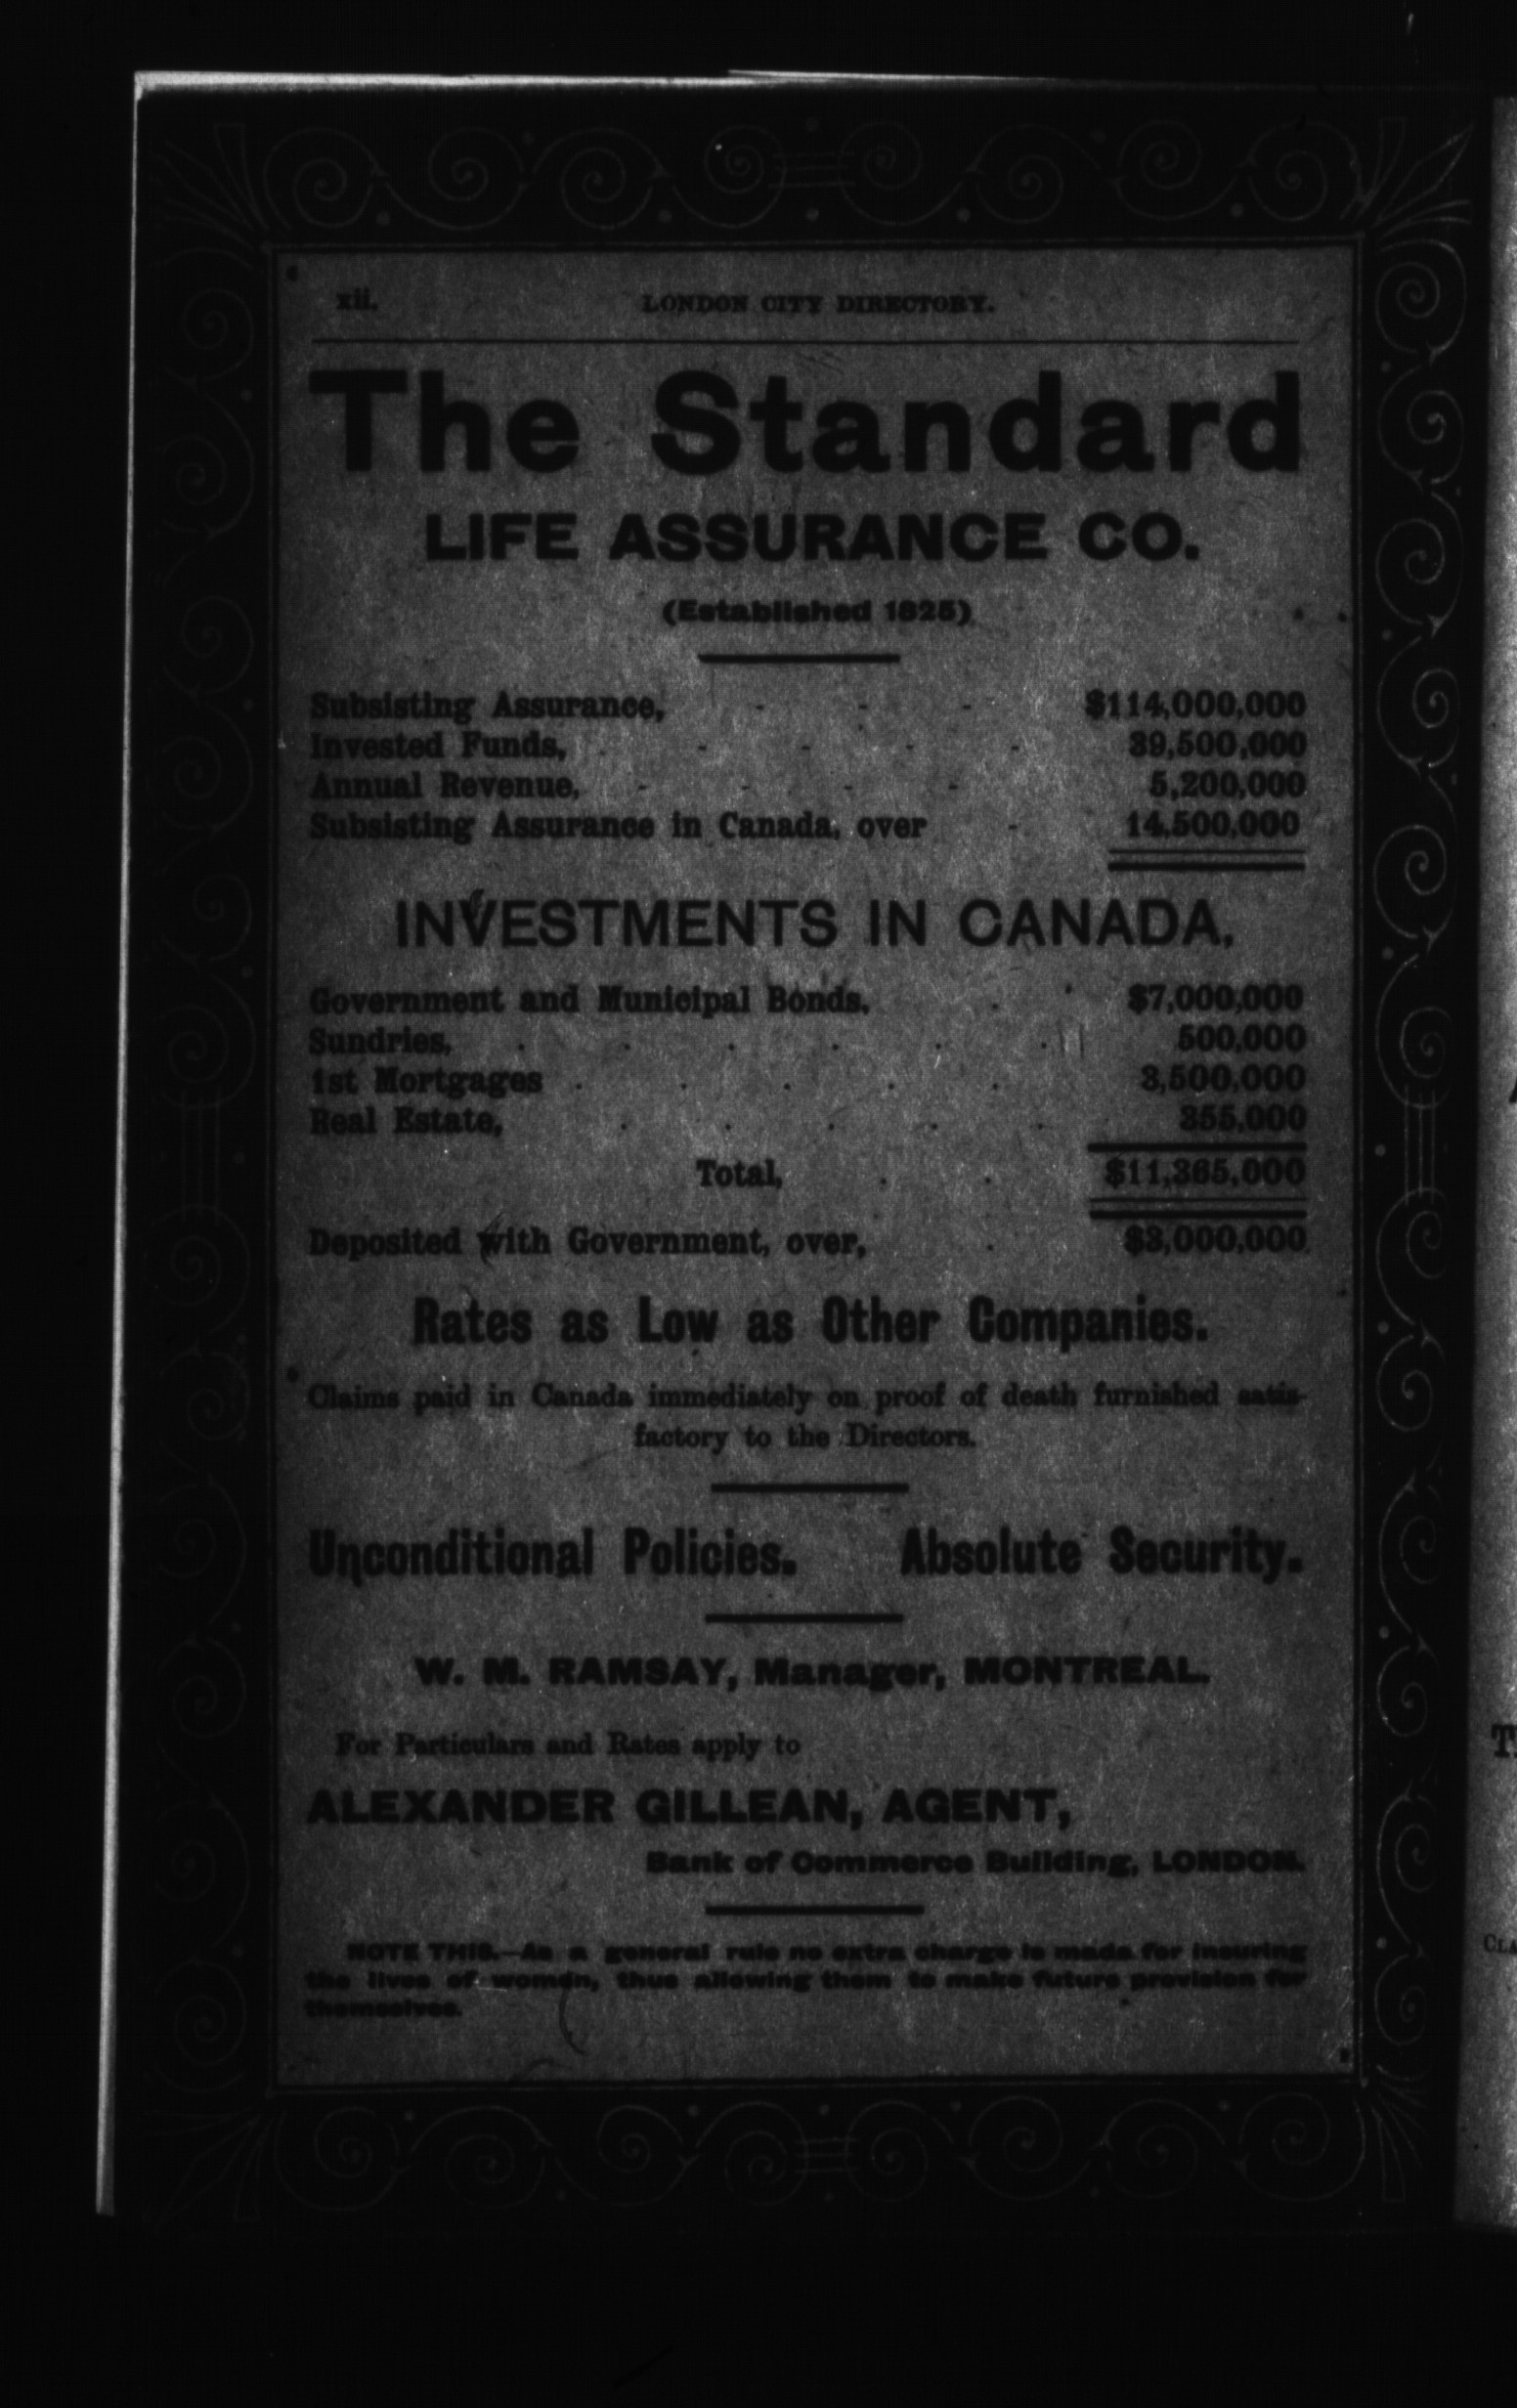 xii. LONDON CITY DIRECTORY.
The Standard
LIFE ASSURANCE CO.
(Established 1825)
Subsisting Assurance, - - - $114,000,000
Invested Funds, - - - - 39,500,000
Annual Revenue, - - - - 5,200,000
Subsisting Assurance in Canada, over - 14,500,000
INVESTMENTS IN CANADA,
Government and Municipal Bonds, . . $7,000,000
Sundries, . . . . . . 500,000
1st Mortgages . . . . . 3,500,000
Real Estate, . . . . . 355,000
Total, . . $11,365,000
Deposited with Government, over, . $3,000,000
Rates as Low as Other Companies.
Claims paid in Canada immediately on proof of death furnished satis-
factory to the Directors.
Unconditional Policies. Absolute Security.
W. M. RAMSAY, Manager, MONTREAL.
For Particulars and Rates apply to
ALEXANDER GILLEAN, AGENT,
Bank of Commerce Building, LONDON.
NOTE THIS.—As a general rule no extra charge is made for insuring
the lives of women, thus allowing them to make future provision for
themselves.